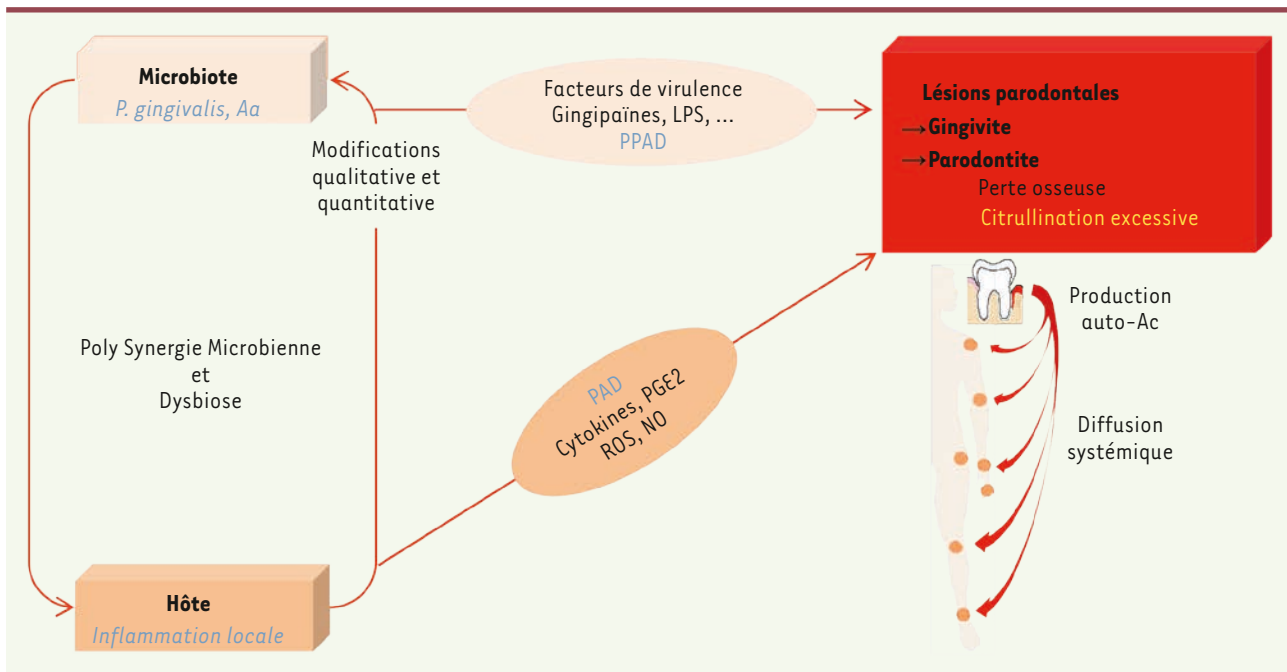 Microbiote
P. gingivalis, Aa
Facteurs de virulence
Gingipaïnes, LPS, ...
PPAD
Lésions parodontales
→Gingivite
→Parodontite
Perte osseuse
Citrullination excessive
Modifications
qualitative et
quantitative
Poly Synergie Microbienne
et
Dysbiose
PAD
Cytokines, PGE2
ROS, NO
Production
auto-Ac
Diffusion
systémique
Hôte
Inflammation locale